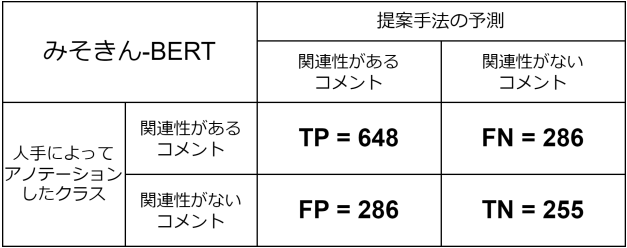 みそきん-BERT
提案手法の予測
関連性がある
コメント
関連性がない
コメント
人手によって
アノテーション
したクラス
関連性がある
コメント
TP = 648
FN = 286
関連性がない
コメント
FP = 286
TN = 255